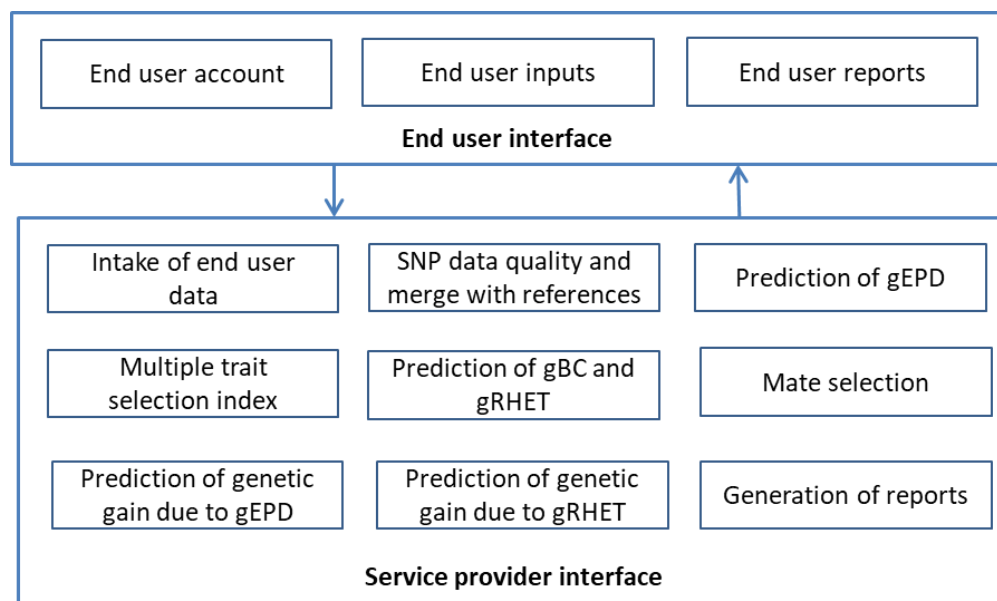 End user account
End user inputs
End user reports
End user interface
Intake of end user
data
SNP data quality and
merge with references
Prediction of gEPD
Multiple trait
selection index
Prediction of gBC and
gRHET
Mate selection
Prediction of genetic
gain due to gEPD
Prediction of genetic
gain due to gRHET
Generation of reports
Service provider interface